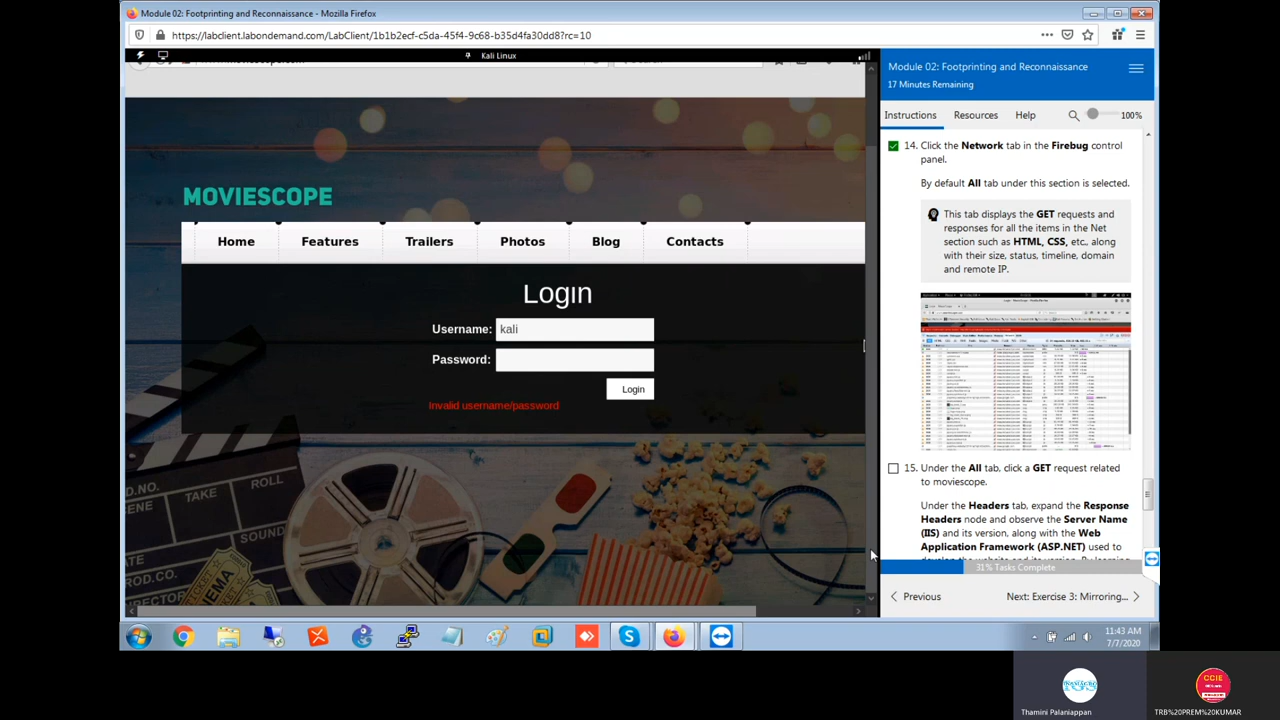 Module 02: Footprinting and Reconnaissance - Mozilla Firefox
https://labclient.labondemand.com/LabClient/1b1b2ecf-c5da-45f4-9c68-b35d4fa30dd8?rc=10
Kali Linux
MOVIESCOPE
Home
Features
Trailers
Photos
Blog
Contacts
Login
Username: kali
Password:
Login
Invalid username/password
TAKE
ROLL
SOUND
Module 02: Footprinting and Reconnaissance
17 Minutes Remaining
Instructions
Resources
Help
100%
14. Click the Network tab in the Firebug control
panel.
By default All tab under this section is selected.
This tab displays the GET requests and
responses for all the items in the Net
section such as HTML, CSS, etc., along
with their size, status, timeline, domain
and remote IP.
15. Under the All tab, click a GET request related
to moviescope.
Under the Headers tab, expand the Response
Headers node and observe the Server Name
(IIS) and its version, along with the Web
Application Framework (ASP.NET) used to
31% Tasks Complete
Previous
Next: Exercise 3: Mirroring...
11:43 AM
7/7/2020
CCIE
Thamini Palaniappan
TRB%20PREM%20KUMAR